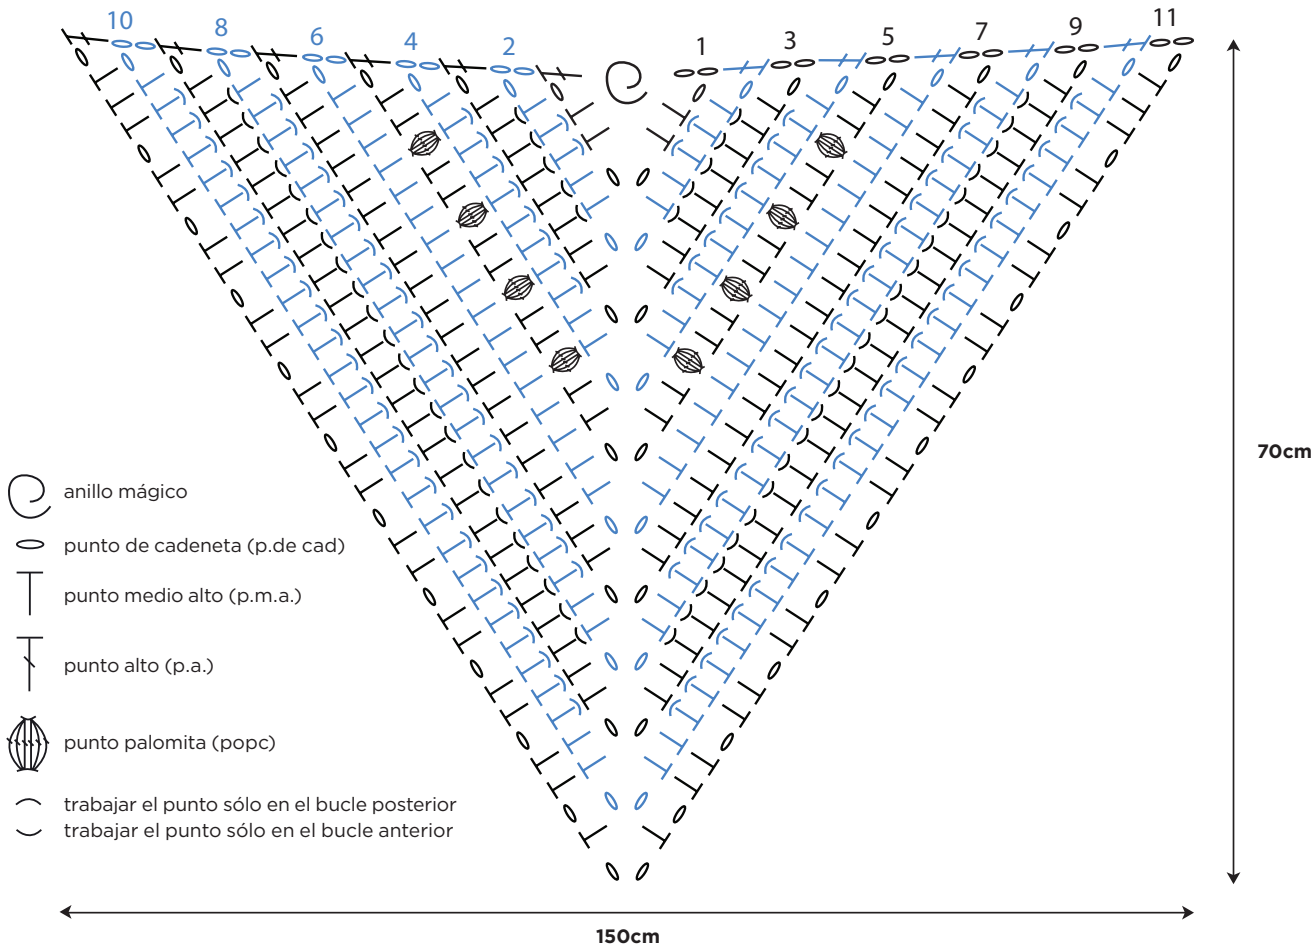 10 8 6 4 2 1 3 5 7 9 11
70cm
anillo mágico
punto de cadeneta (p.de cad)
punto medio alto (p.m.a.)
punto alto (p.a.)
punto palomita (popc)
trabajar el punto sólo en el bucle posterior
trabajar el punto sólo en el bucle anterior
150cm